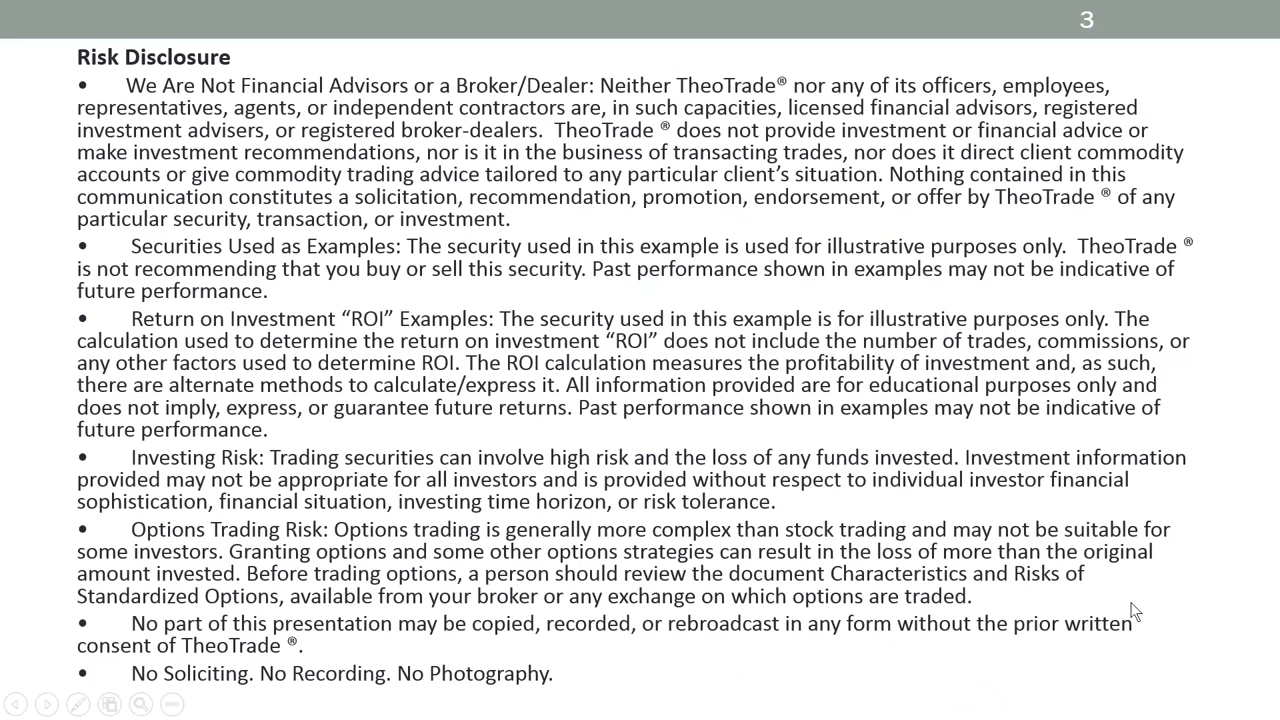 3
Risk Disclosure
• We Are Not Financial Advisors or a Broker/Dealer: Neither TheoTrade® nor any of its officers, employees,
representatives, agents, or independent contractors are, in such capacities, licensed financial advisors, registered
investment advisers, or registered broker-dealers. TheoTrade ® does not provide investment or financial advice or
make investment recommendations, nor is it in the business of transacting trades, nor does it direct client commodity
accounts or give commodity trading advice tailored to any particular client’s situation. Nothing contained in this
communication constitutes a solicitation, recommendation, promotion, endorsement, or offer by TheoTrade ® of any
particular security, transaction, or investment.
• Securities Used as Examples: The security used in this example is used for illustrative purposes only. TheoTrade ®
is not recommending that you buy or sell this security. Past performance shown in examples may not be indicative of
future performance.
• Return on Investment “ROI” Examples: The security used in this example is for illustrative purposes only. The
calculation used to determine the return on investment “ROI” does not include the number of trades, commissions, or
any other factors used to determine ROI. The ROI calculation measures the profitability of investment and, as such,
there are alternate methods to calculate/express it. All information provided are for educational purposes only and
does not imply, express, or guarantee future returns. Past performance shown in examples may not be indicative of
future performance.
• Investing Risk: Trading securities can involve high risk and the loss of any funds invested. Investment information
provided may not be appropriate for all investors and is provided without respect to individual investor financial
sophistication, financial situation, investing time horizon, or risk tolerance.
• Options Trading Risk: Options trading is generally more complex than stock trading and may not be suitable for
some investors. Granting options and some other options strategies can result in the loss of more than the original
amount invested. Before trading options, a person should review the document Characteristics and Risks of
Standardized Options, available from your broker or any exchange on which options are traded.
• No part of this presentation may be copied, recorded, or rebroadcast in any form without the prior written
consent of TheoTrade ®.
• No Soliciting. No Recording. No Photography.